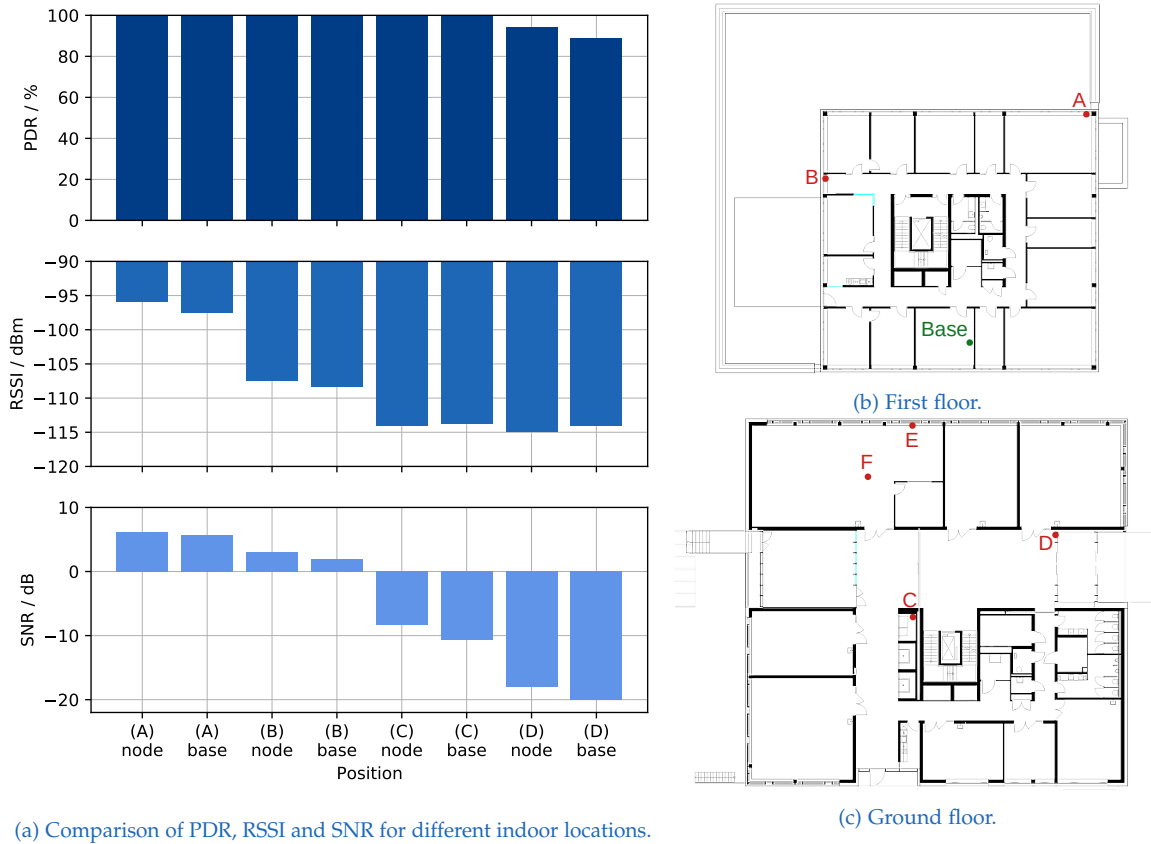 100
80
60
40
20
0
PDR / %
−90
−95
−100
−105
−110
−115
−120
RSSI / dBm
10
0
−10
−20
SNR / dB
(A) node
(A) base
(B) node
(B) base
(C) node
(C) base
(D) node
(D) base
Position
(a) Comparison of PDR, RSSI and SNR for different indoor locations.
A
B
Base
(b) First floor.
E
F
D
C
(c) Ground floor.